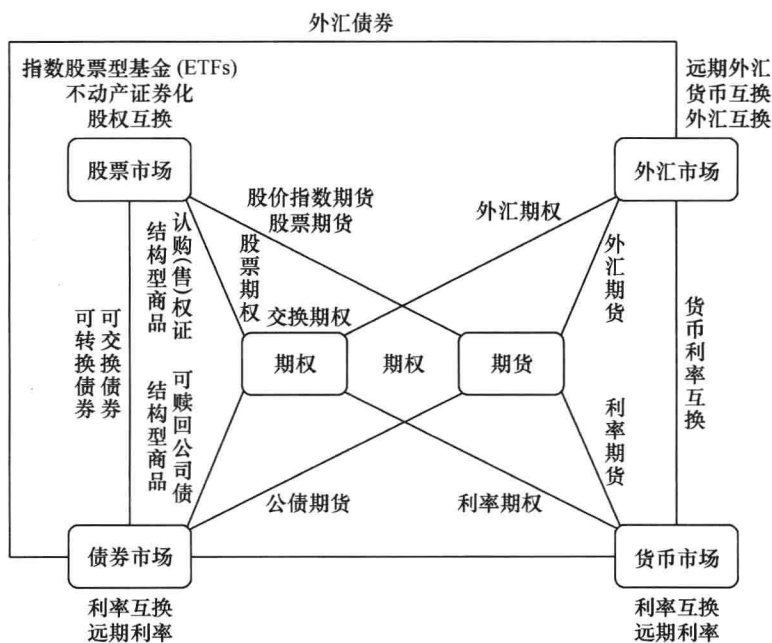 外汇债券
指数股票型基金(ETFs)
不动产证券化
股权互换
远期外汇
货币互换
外汇互换
股票市场
外汇市场
股价指数期货
股票期货
外汇期权
认购(售)权证
结构型商品
股票期权
外汇期货
可交换债券
可转换债券
交换期权
货币利率互换
期权
期权
期货
可赎回公司债
结构型商品
利率期货
公债期货
利率期权
债券市场
货币市场
利率互换
远期利率
利率互换
远期利率